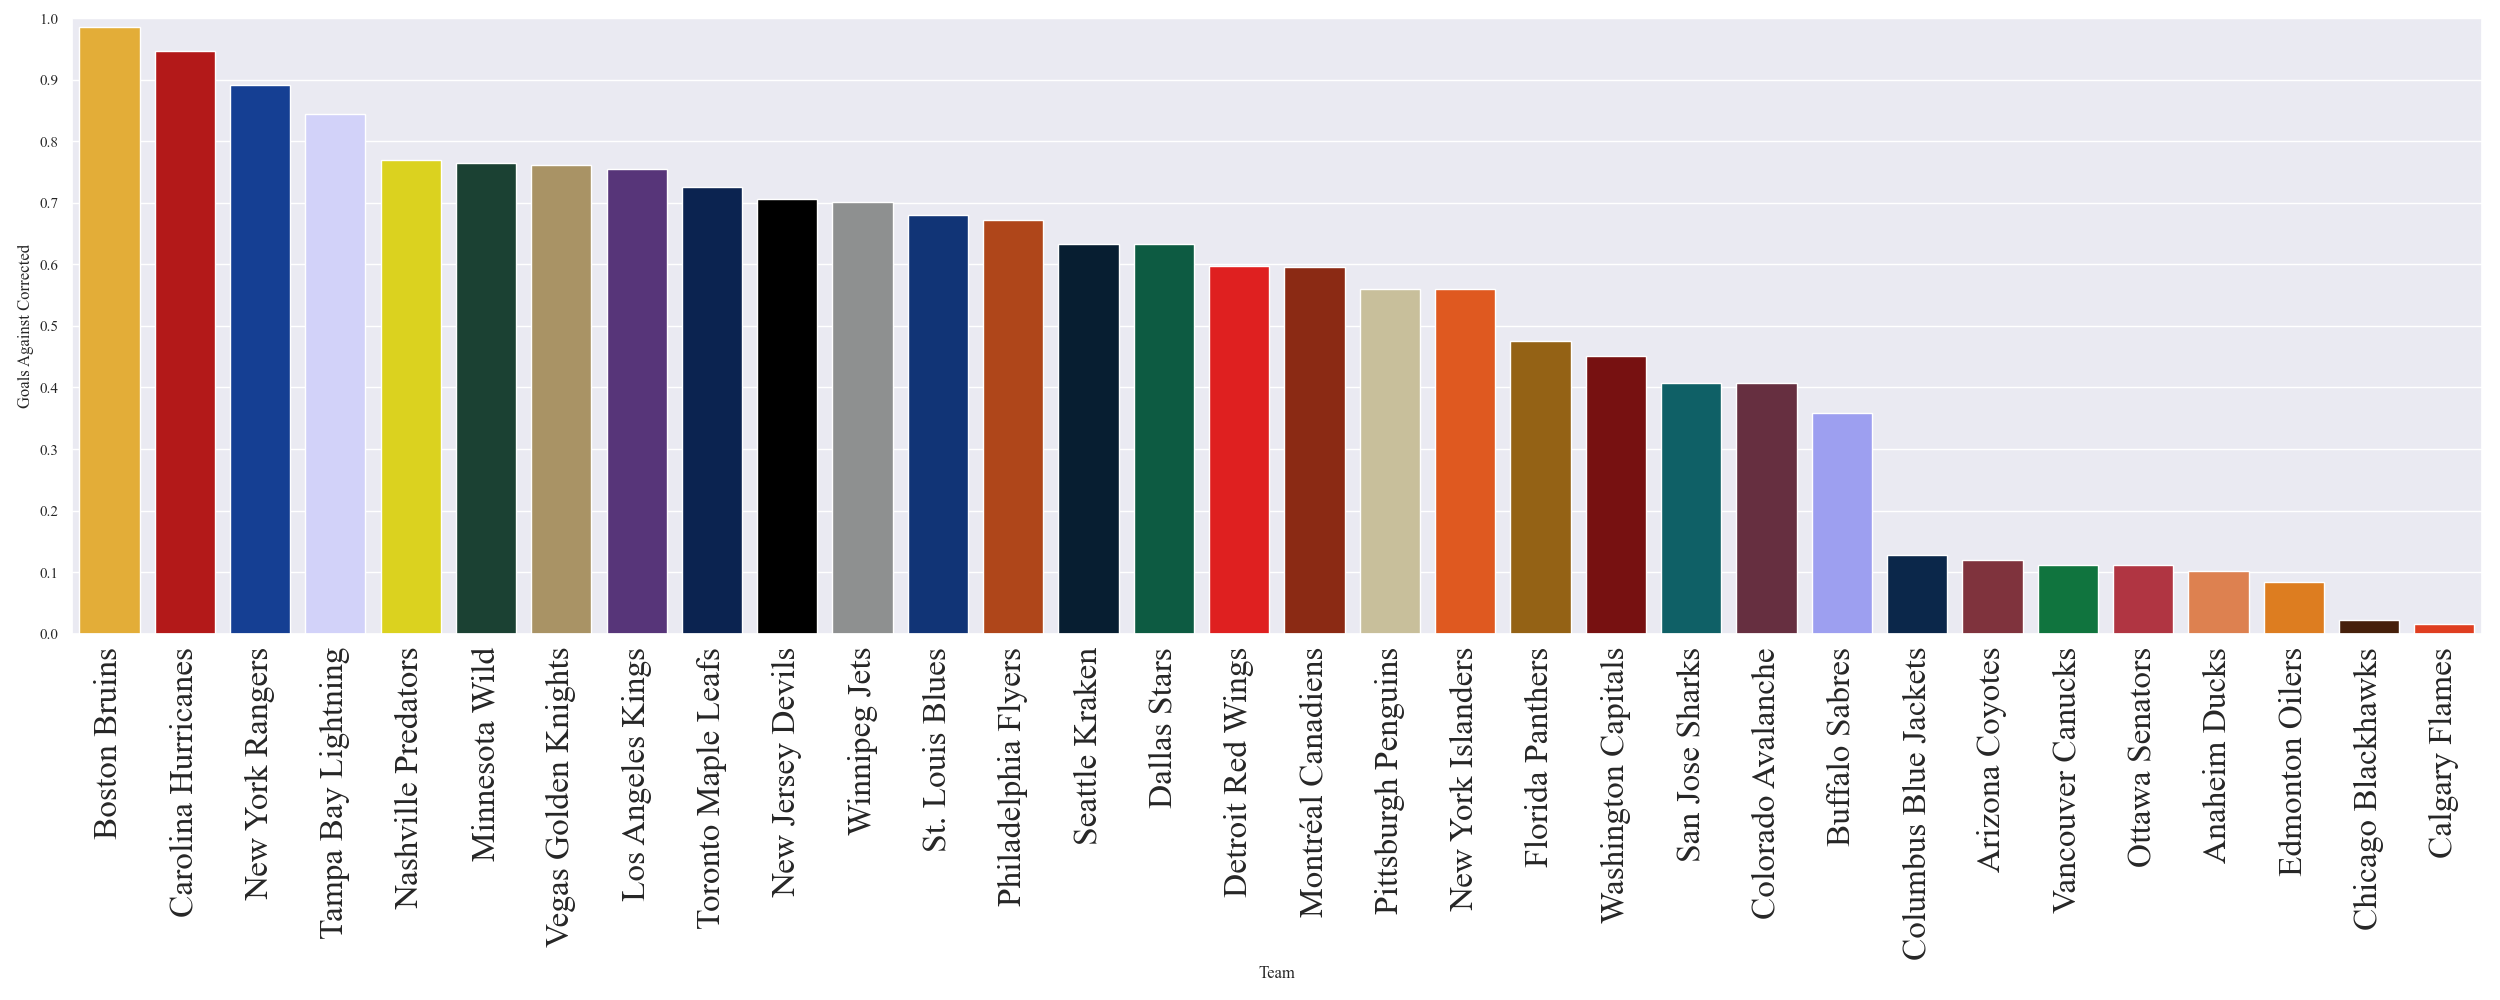 1.0
0.9
0.8
0.7
0.6
0.5
0.4
0.3
0.2
0.1
0.0
Goals Against Corrected
Boston Bruins
Carolina Hurricanes
New York Rangers
Tampa Bay Lightning
Nashville Predators
Minnesota Wild
Vegas Golden Knights
Los Angeles Kings
Toronto Maple Leafs
New Jersey Devils
Winnipeg Jets
St. Louis Blues
Philadelphia Flyers
Seattle Kraken
Dallas Stars
Detroit Red Wings
Montréal Canadiens
Pittsburgh Penguins
New York Islanders
Florida Panthers
Washington Capitals
San Jose Sharks
Colorado Avalanche
Buffalo Sabres
Columbus Blue Jackets
Arizona Coyotes
Vancouver Canucks
Ottawa Senators
Anaheim Ducks
Edmonton Oilers
Chicago Blackhawks
Calgary Flames
Team